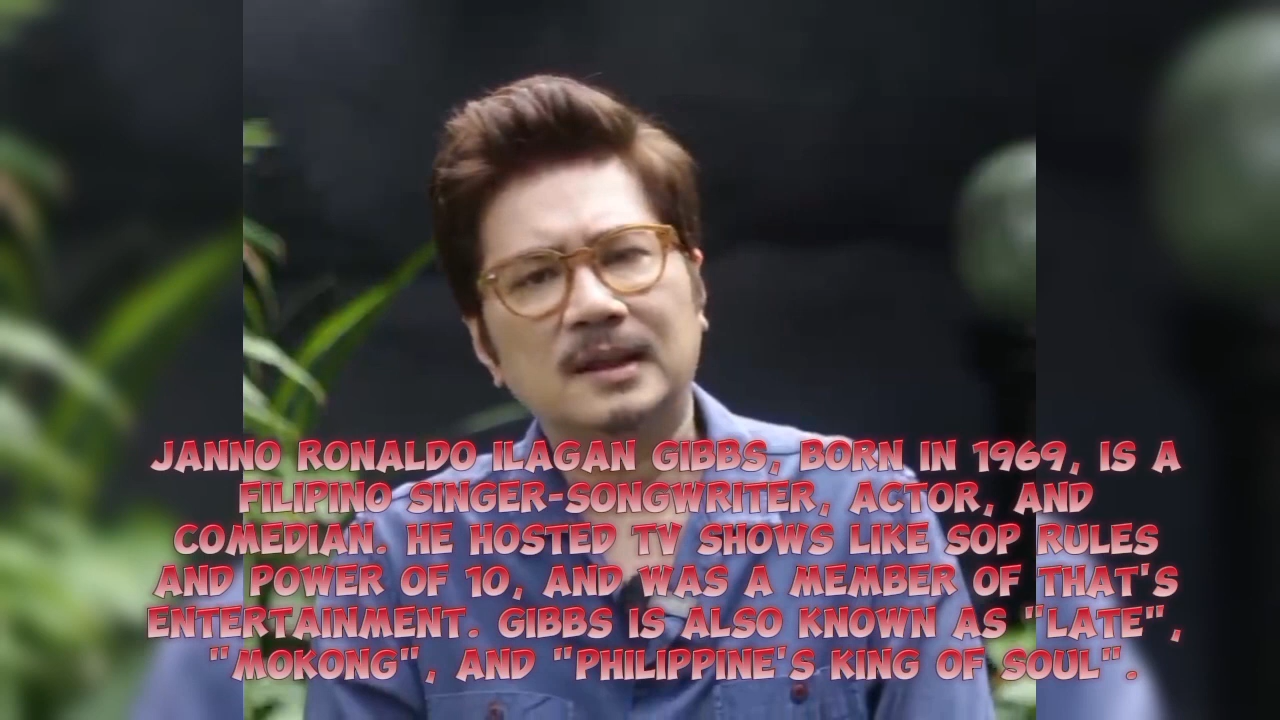 JANNO RONALDO ILAGAN GIBBS, BORN IN 1969, IS A
FILIPINO SINGER-SONGWRITER, ACTOR, AND
COMEDIAN. HE HOSTED TV SHOWS LIKE SOP RULES
AND POWER OF 10, AND WAS A MEMBER OF THAT'S
ENTERTAINMENT. GIBBS IS ALSO KNOWN AS "LATE",
"MOKONG", AND "PHILIPPINE'S KING OF SOUL".